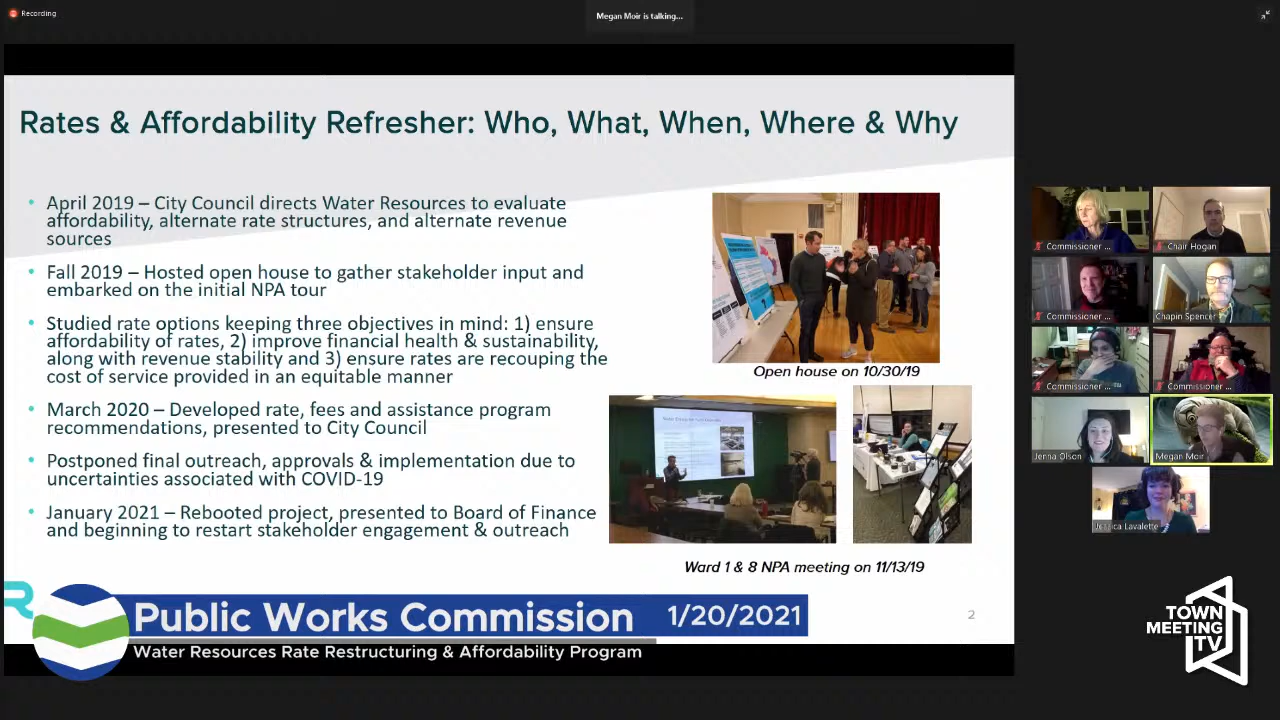 Recording
Megan Moir is talking...
Rates & Affordability Refresher: Who, What, When, Where & Why
• April 2019 – City Council directs Water Resources to evaluate
affordability, alternate rate structures, and alternate revenue
sources
• Fall 2019 – Hosted open house to gather stakeholder input and
embarked on the initial NPA tour
• Studied rate options keeping three objectives in mind: 1) ensure
affordability of rates, 2) improve financial health & sustainability,
along with revenue stability and 3) ensure rates are recouping the
cost of service provided in an equitable manner
• March 2020 – Developed rate, fees and assistance program
recommendations, presented to City Council
• Postponed final outreach, approvals & implementation due to
uncertainties associated with COVID-19
• January 2021 – Rebooted project, presented to Board of Finance
and beginning to restart stakeholder engagement & outreach
Open house on 10/30/19
Ward 1 & 8 NPA meeting on 11/13/19
2
Commissioner ...
Chair Hogan
Commissioner ...
Chapin Spencer
Commissioner ...
Commissioner ...
Jenna Olson
Megan Moir
Jessica Lavalette
R
Public Works Commission 1/20/2021
Water Resources Rate Restructuring & Affordability Program
TOWN
MEETING
TV